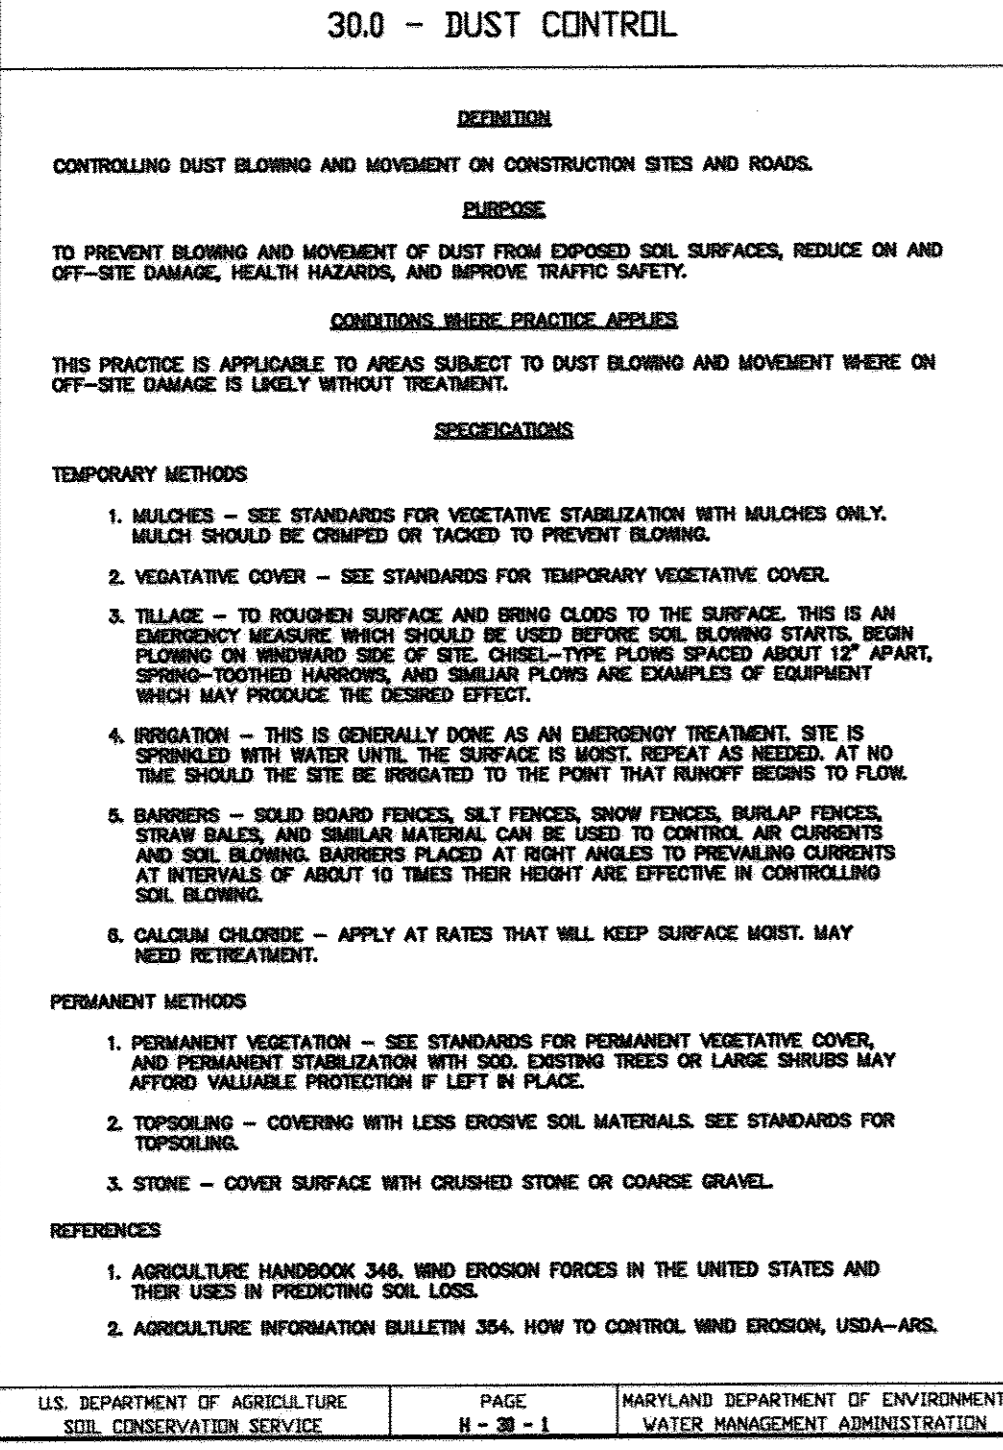 30.0 - DUST CONTROL
DEFINITION
CONTROLLING DUST BLOWING AND MOVEMENT ON CONSTRUCTION SITES AND ROADS.
PURPOSE
TO PREVENT BLOWING AND MOVEMENT OF DUST FROM EXPOSED SOIL SURFACES, REDUCE ON AND
OFF-SITE DAMAGE, HEALTH HAZARDS, AND IMPROVE TRAFFIC SAFETY.
CONDITIONS WHERE PRACTICE APPLIES
THIS PRACTICE IS APPLICABLE TO AREAS SUBJECT TO DUST BLOWING AND MOVEMENT WHERE ON
OFF-SITE DAMAGE IS LIKELY WITHOUT TREATMENT.
SPECIFICATIONS
TEMPORARY METHODS
1. MULCHES - SEE STANDARDS FOR VEGETATIVE STABILIZATION WITH MULCHES ONLY.
MULCH SHOULD BE CRIMPED OR TACKED TO PREVENT BLOWING.
2. VEGATATIVE COVER - SEE STANDARDS FOR TEMPORARY VEGETATIVE COVER.
3. TILLAGE - TO ROUGHEN SURFACE AND BRING CLODS TO THE SURFACE. THIS IS AN
EMERGENCY MEASURE WHICH SHOULD BE USED BEFORE SOIL BLOWING STARTS. BEGIN
PLOWING ON WINDWARD SIDE OF SITE. CHISEL-TYPE PLOWS SPACED ABOUT 12" APART,
SPRING-TOOTHED HARROWS, AND SIMILIAR PLOWS ARE EXAMPLES OF EQUIPMENT
WHICH MAY PRODUCE THE DESIRED EFFECT.
4. IRRIGATION - THIS IS GENERALLY DONE AS AN EMERGENCY TREATMENT. SITE IS
SPRINKLED WITH WATER UNTIL THE SURFACE IS MOIST. REPEAT AS NEEDED. AT NO
TIME SHOULD THE SITE BE IRRIGATED TO THE POINT THAT RUNOFF BEGINS TO FLOW.
5. BARRIERS - SOLID BOARD FENCES, SILT FENCES, SNOW FENCES, BURLAP FENCES,
STRAW BALES, AND SIMIILAR MATERIAL CAN BE USED TO CONTROL AIR CURRENTS
AND SOIL BLOWING. BARRIERS PLACED AT RIGHT ANGLES TO PREVAILING CURRENTS
AT INTERVALS OF ABOUT 10 TIMES THEIR HEIGHT ARE EFFECTIVE IN CONTROLLING
SOIL BLOWING.
6. CALCIUM CHLORIDE - APPLY AT RATES THAT WILL KEEP SURFACE MOIST. MAY
NEED RETREATMENT.
PERMANENT METHODS
1. PERMANENT VEGETATION - SEE STANDARDS FOR PERMANENT VEGETATIVE COVER,
AND PERMANENT STABILIZATION WITH SOD. EXISTING TREES OR LARGE SHRUBS MAY
AFFORD VALUABLE PROTECTION IF LEFT IN PLACE.
2. TOPSOILING - COVERING WITH LESS EROSIVE SOIL MATERIALS. SEE STANDARDS FOR
TOPSOILING.
3. STONE - COVER SURFACE WITH CRUSHED STONE OR COARSE GRAVEL.
REFERENCES
1. AGRICULTURE HANDBOOK 346. WIND EROSION FORCES IN THE UNITED STATES AND
THEIR USES IN PREDICTING SOIL LOSS.
2. AGRICULTURE INFORMATION BULLETIN 354. HOW TO CONTROL WIND EROSION, USDA-ARS.
U.S. DEPARTMENT OF AGRICULTURE
SOIL CONSERVATION SERVICE
PAGE
H - 30 - 1
MARYLAND DEPARTMENT OF ENVIRONMENT
WATER MANAGEMENT ADMINISTRATION